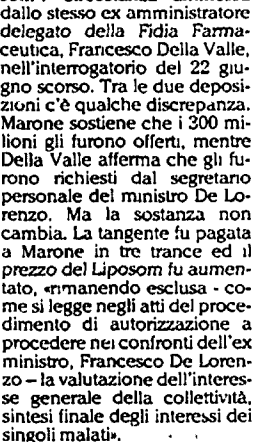 dallo stesso ex amministratore
delegato della Fidia Farma-
ceutica, Francesco Della Valle,
nell'interrogatorio del 22 giu-
gno scorso. Tra le due deposi-
zioni c'è qualche discrepanza.
Marone sostiene che i 300 mi-
lioni gli furono offerti, mentre
Della Valle afferma che gli fu-
rono richiesti dal segretario
personale del ministro De Lo-
renzo. Ma la sostanza non
cambia. La tangente fu pagata
a Marone in tre trance ed il
prezzo del Liposom fu aumen-
tato, «rimanendo esclusa - co-
me si legge negli atti del proce-
dimento di autorizzazione a
procedere nei confronti dell'ex
ministro, Francesco De Loren-
zo – la valutazione dell'interes-
se generale della collettività,
sintesi finale degli interessi dei
singoli malati».